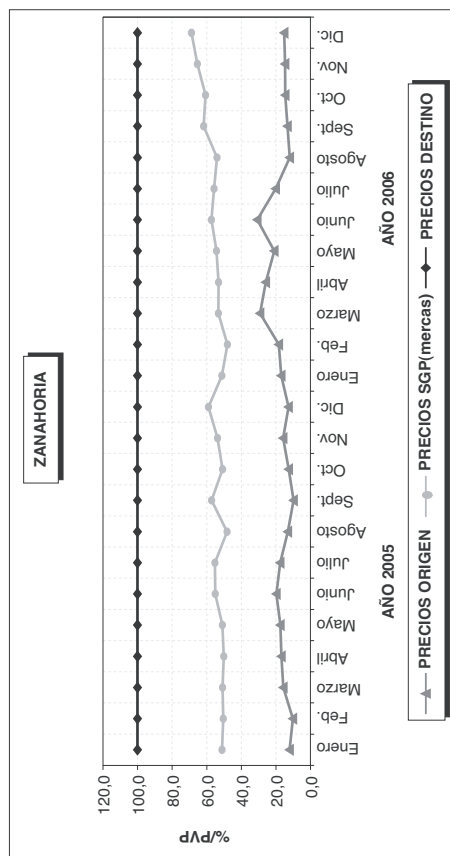 ZANAHORIA
%/PVP
120,0
100,0
80,0
60,0
40,0
20,0
0,0
Enero
Feb.
Marzo
Abril
Mayo
Junio
Julio
Agosto
Sept.
Oct.
Nov.
Dic.
Enero
Feb.
Marzo
Abril
Mayo
Junio
Julio
Agosto
Sept.
Oct.
Nov.
Dic.
AÑO 2005
AÑO 2006
PRECIOS ORIGEN
PRECIOS SGP(mercas)
PRECIOS DESTINO